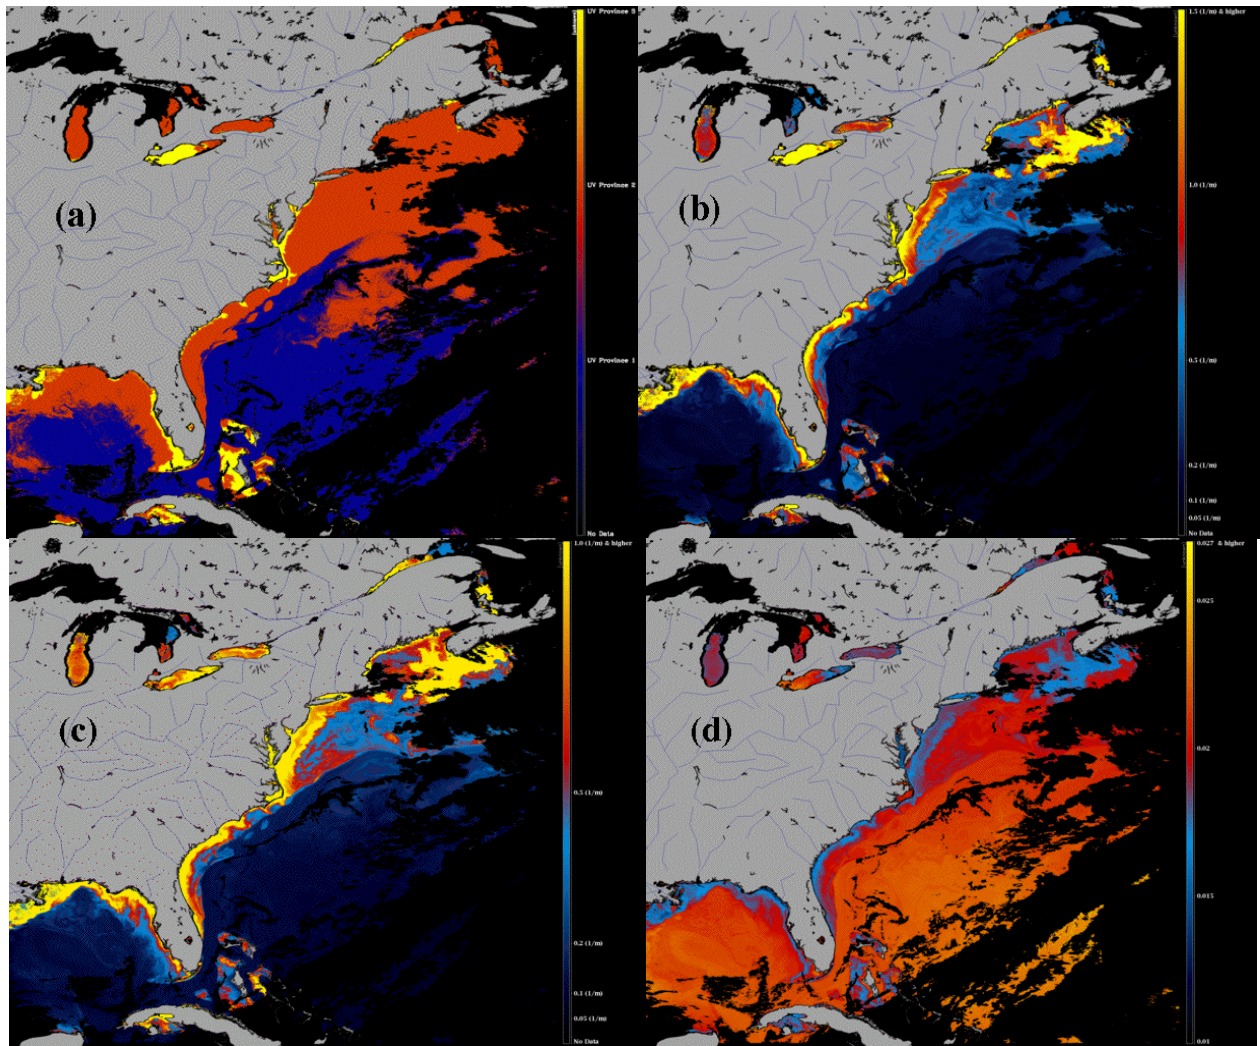 UV Province 3
UV Province 2
UV Province 1
No Data
(a)
1.5 (1/m) & higher
1.0 (1/m)
0.5 (1/m)
0.2 (1/m)
0.1 (1/m)
0.05 (1/m)
No Data
(b)
1.0 (1/m) & higher
0.5 (1/m)
0.2 (1/m)
0.1 (1/m)
0.05 (1/m)
No Data
(c)
0.027 & higher
0.025
0.02
0.015
0.01
(d)